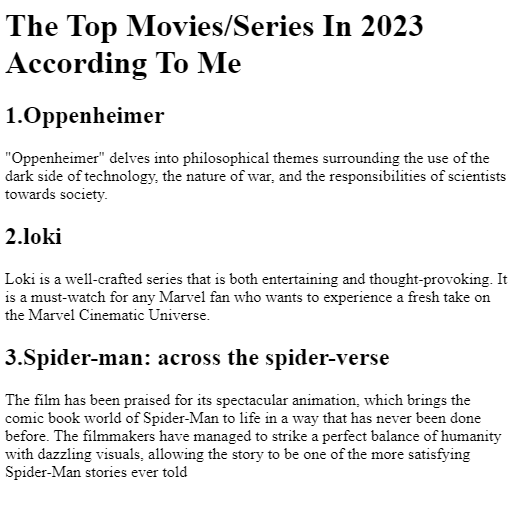 The Top Movies/Series In 2023
According To Me
1.Oppenheimer
"Oppenheimer" delves into philosophical themes surrounding the use of the
dark side of technology, the nature of war, and the responsibilities of scientists
towards society.
2.loki
Loki is a well-crafted series that is both entertaining and thought-provoking. It
is a must-watch for any Marvel fan who wants to experience a fresh take on
the Marvel Cinematic Universe.
3.Spider-man: across the spider-verse
The film has been praised for its spectacular animation, which brings the
comic book world of Spider-Man to life in a way that has never been done
before. The filmmakers have managed to strike a perfect balance of humanity
with dazzling visuals, allowing the story to be one of the more satisfying
Spider-Man stories ever told